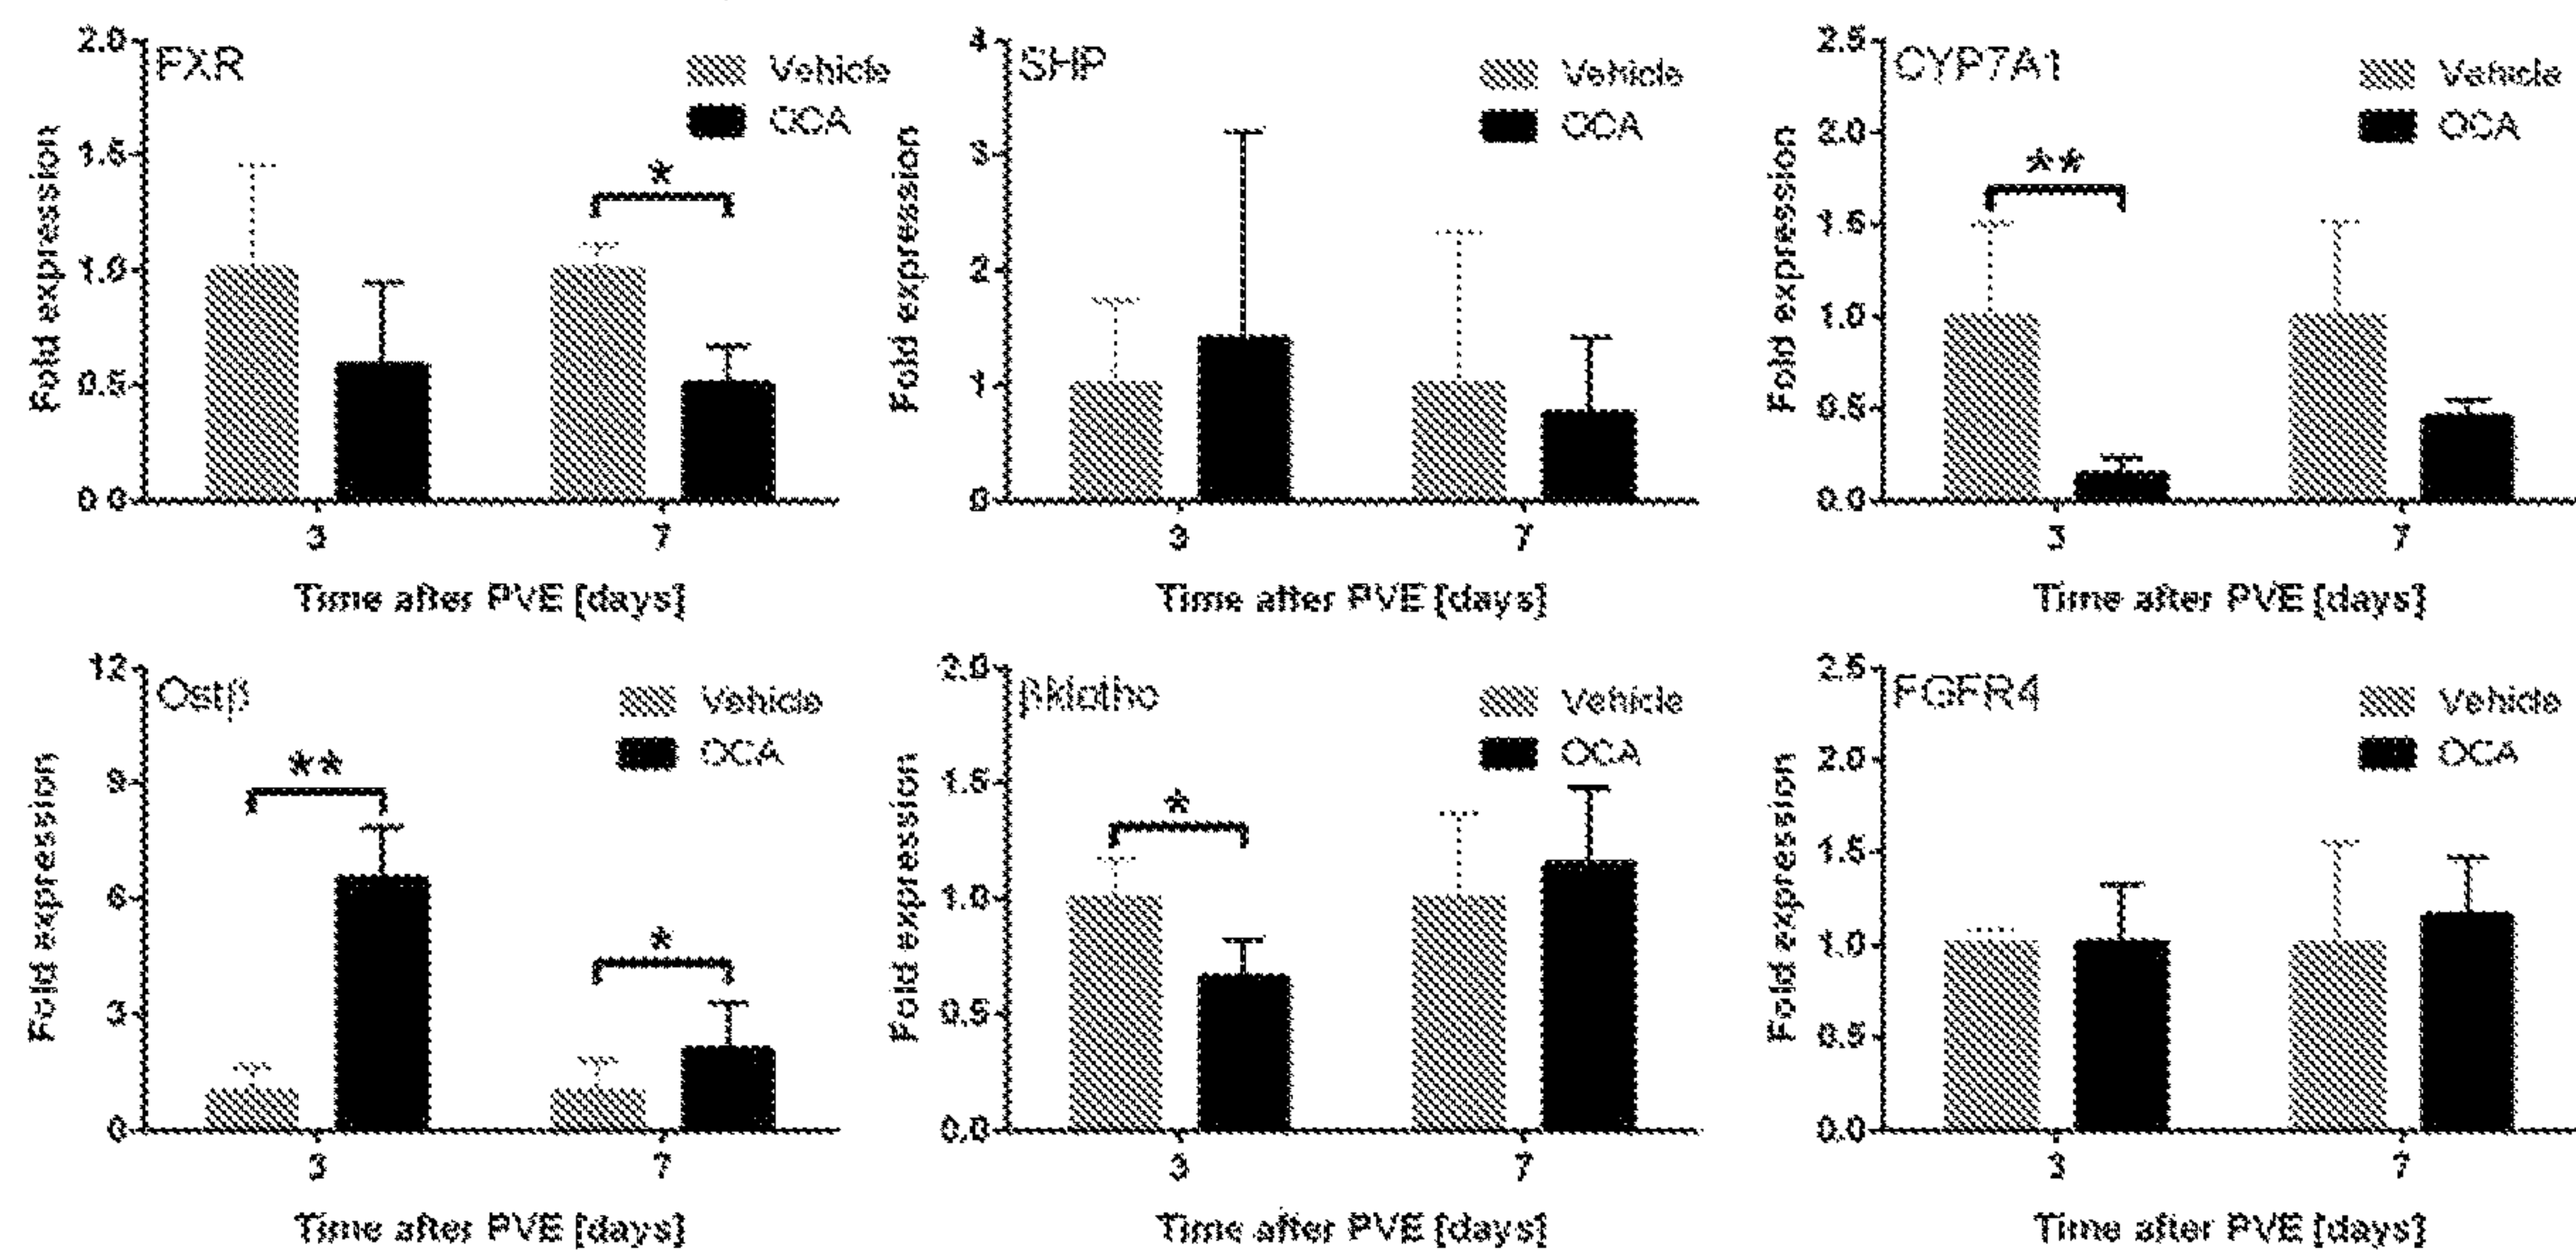 FXR
Vehicle
OCA
*
2.0
1.5
1.0
0.5
0.0
Fold expression
3
7
Time after PVE [days]
SHP
Vehicle
OCA
4
3
2
1
0
Fold expression
3
7
Time after PVE [days]
CYP7A1
Vehicle
OCA
**
2.5
2.0
1.5
1.0
0.5
0.0
Fold expression
3
7
Time after PVE [days]
Ostβ
Vehicle
OCA
**
*
12
9
6
3
0
Fold expression
3
7
Time after PVE [days]
βklotho
Vehicle
OCA
*
2.0
1.5
1.0
0.5
0.0
Fold expression
3
7
Time after PVE [days]
FGFR4
Vehicle
OCA
2.5
2.0
1.5
1.0
0.5
0.0
Fold expression
3
7
Time after PVE [days]